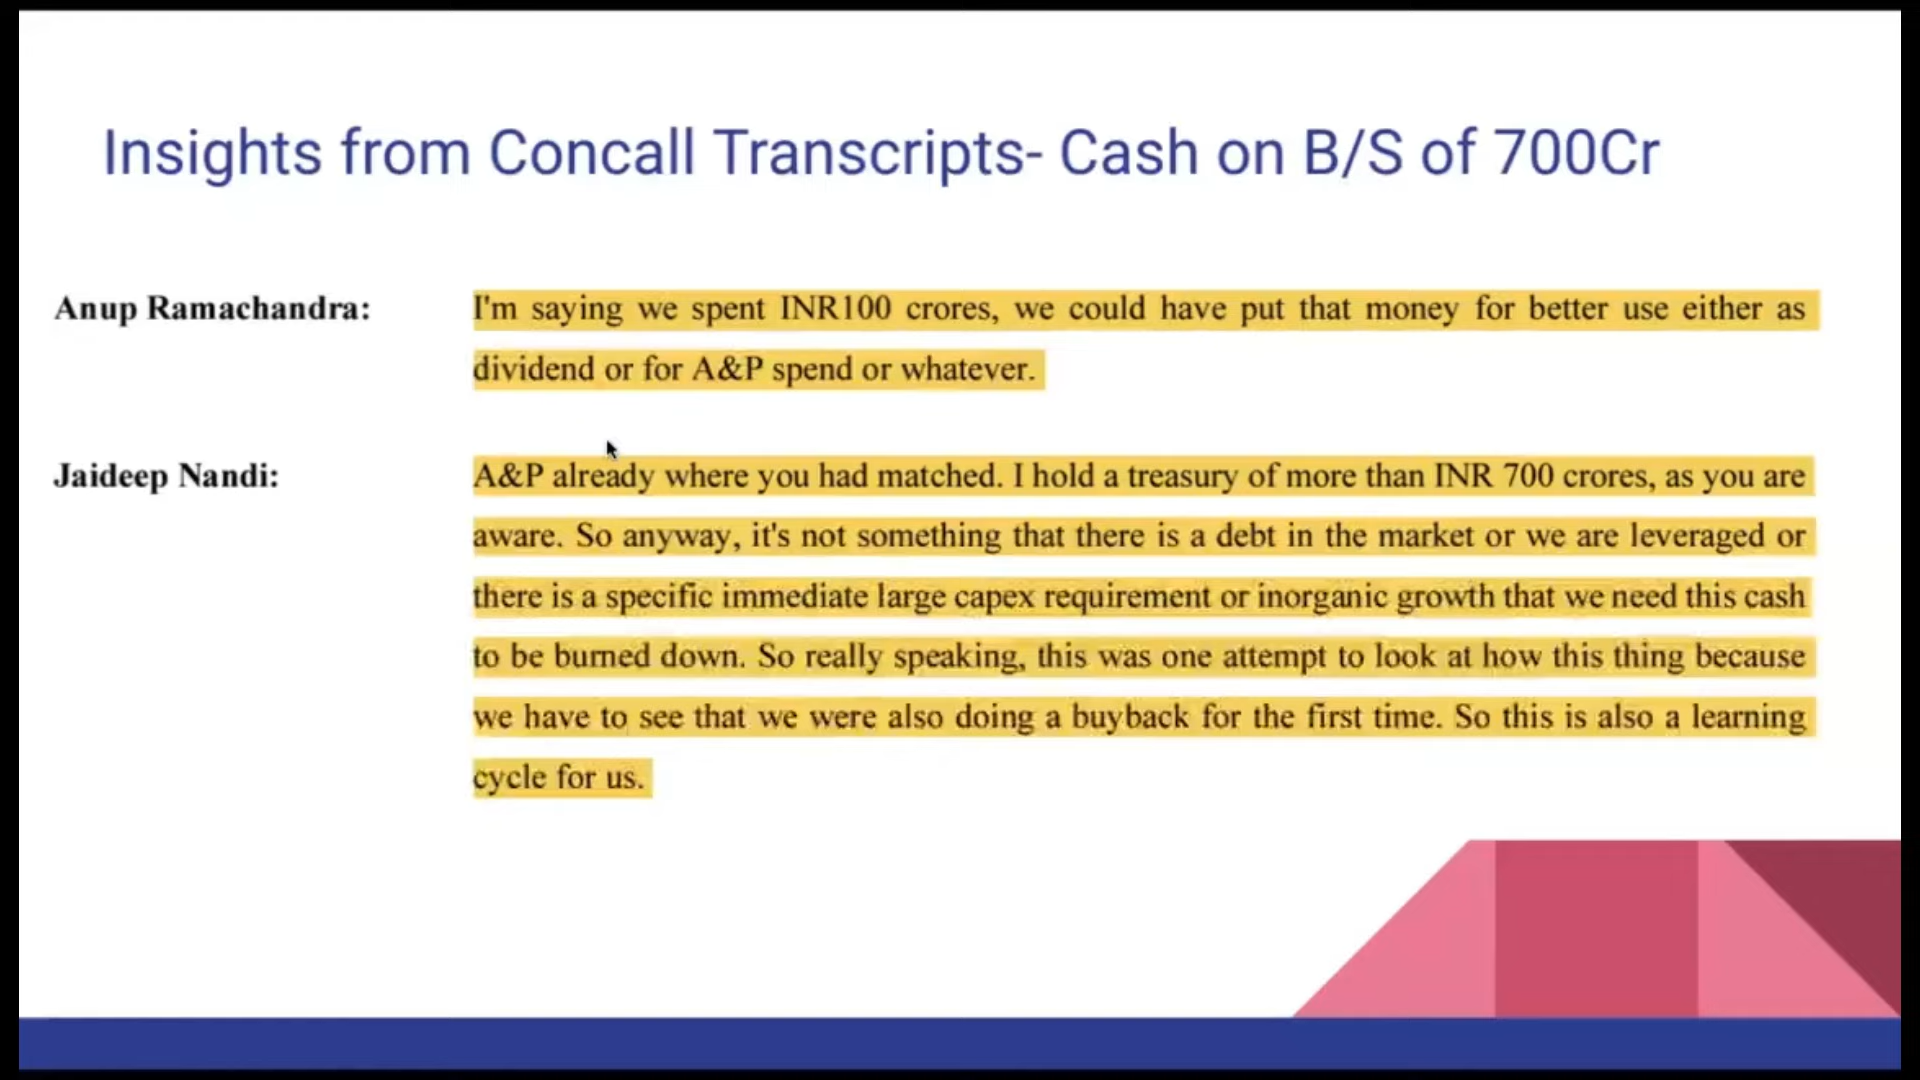 Insights from Concall Transcripts- Cash on B/S of 700Cr
Anup Ramachandra: I'm saying we spent INR100 crores, we could have put that money for better use either as
dividend or for A&P spend or whatever.
Jaideep Nandi: A&P already where you had matched. I hold a treasury of more than INR 700 crores, as you are
aware. So anyway, it's not something that there is a debt in the market or we are leveraged or
there is a specific immediate large capex requirement or inorganic growth that we need this cash
to be burned down. So really speaking, this was one attempt to look at how this thing because
we have to see that we were also doing a buyback for the first time. So this is also a learning
cycle for us.